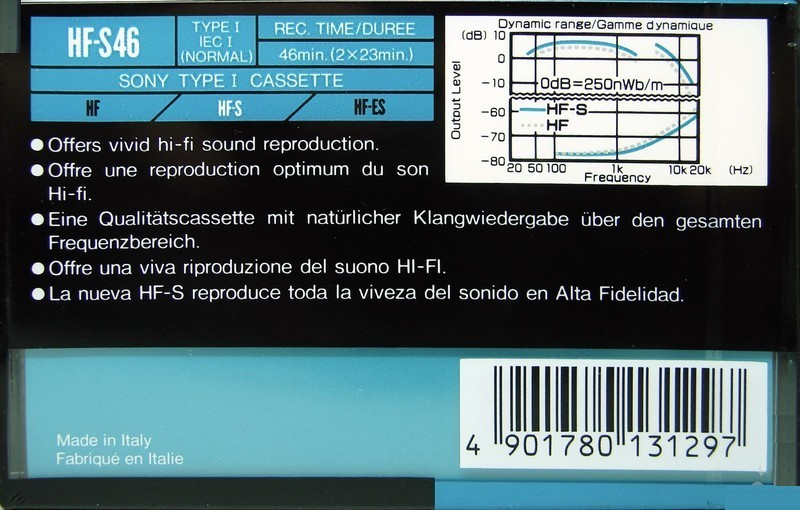 HF-S46
TYPE I
IEC I
(NORMAL)
REC. TIME/DUREE
46min. (2×23min.)
SONY TYPE I CASSETTE
HF
HF-S
HF-ES
Dynamic range/Gamme dynamique
(dB)
10
0
-10
-60
-70
-80
Output Level
0dB=250nWb/m
HF-S
HF
20 50 100 1k 10k 20k (Hz)
Frequency
● Offers vivid hi-fi sound reproduction.
● Offre une reproduction optimum du son
Hi-fi.
● Eine Qualitätscassette mit natürlicher Klangwiedergabe über den gesamten
Frequenzbereich.
● Offre una viva riproduzione del suono HI-FI.
● La nueva HF-S reproduce toda la viveza del sonido en Alta Fidelidad.
Made in Italy
Fabriqué en Italie
4 901780 131297